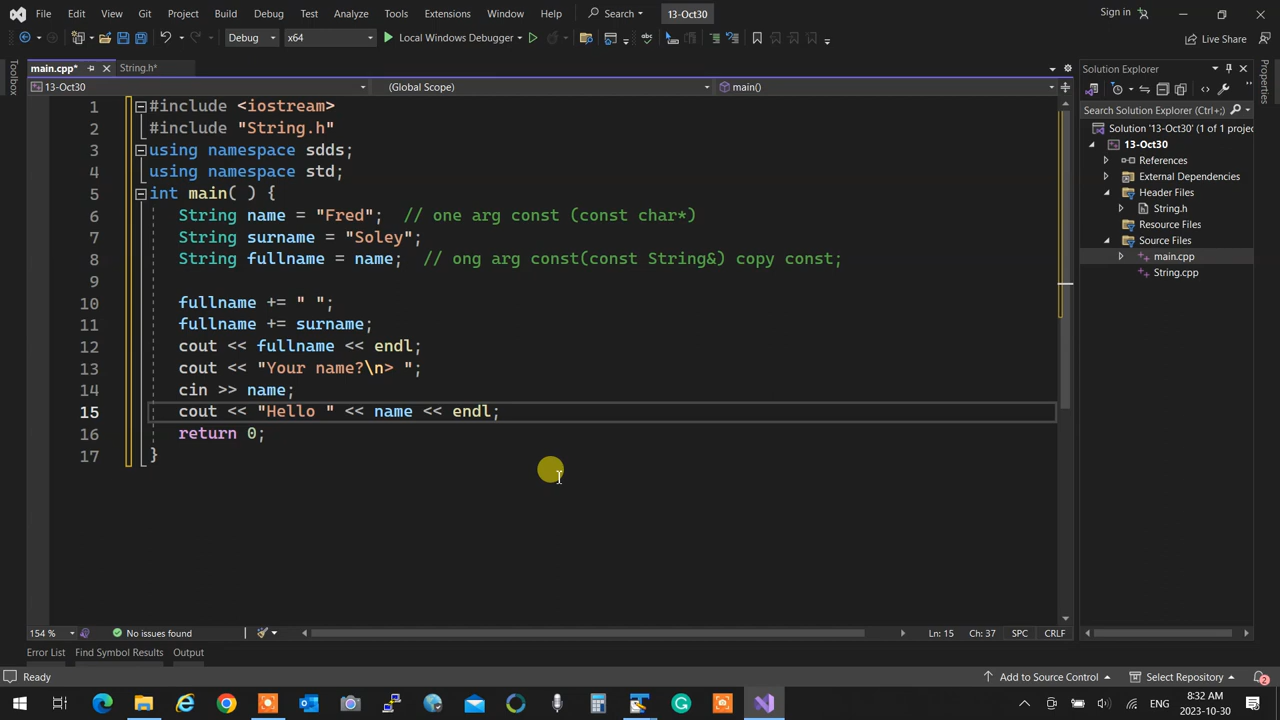 File Edit View Git Project Build Debug Test Analyze Tools Extensions Window Help Search 13-Oct30 Sign in
Debug x64 Local Windows Debugger Live Share
main.cpp* String.h*
13-Oct30 (Global Scope) main()
Toolbox
1 #include <iostream>
2 #include "String.h"
3 using namespace sdds;
4 using namespace std;
5 int main( ) {
6 String name = "Fred"; // one arg const (const char*)
7 String surname = "Soley";
8 String fullname = name; // ong arg const(const String&) copy const;
9
10 fullname += " ";
11 fullname += surname;
12 cout << fullname << endl;
13 cout << "Your name?\n> ";
14 cin >> name;
15 cout << "Hello " << name << endl;
16 return 0;
17 }
Solution Explorer
Search Solution Explorer (Ctrl+;)
Solution '13-Oct30' (1 of 1 project
13-Oct30
References
External Dependencies
Header Files
String.h
Resource Files
Source Files
main.cpp
String.cpp
Properties
154 % No issues found Ln: 15 Ch: 37 SPC CRLF
Error List Find Symbol Results Output
Ready Add to Source Control Select Repository 2
ENG 8:32 AM
2023-10-30